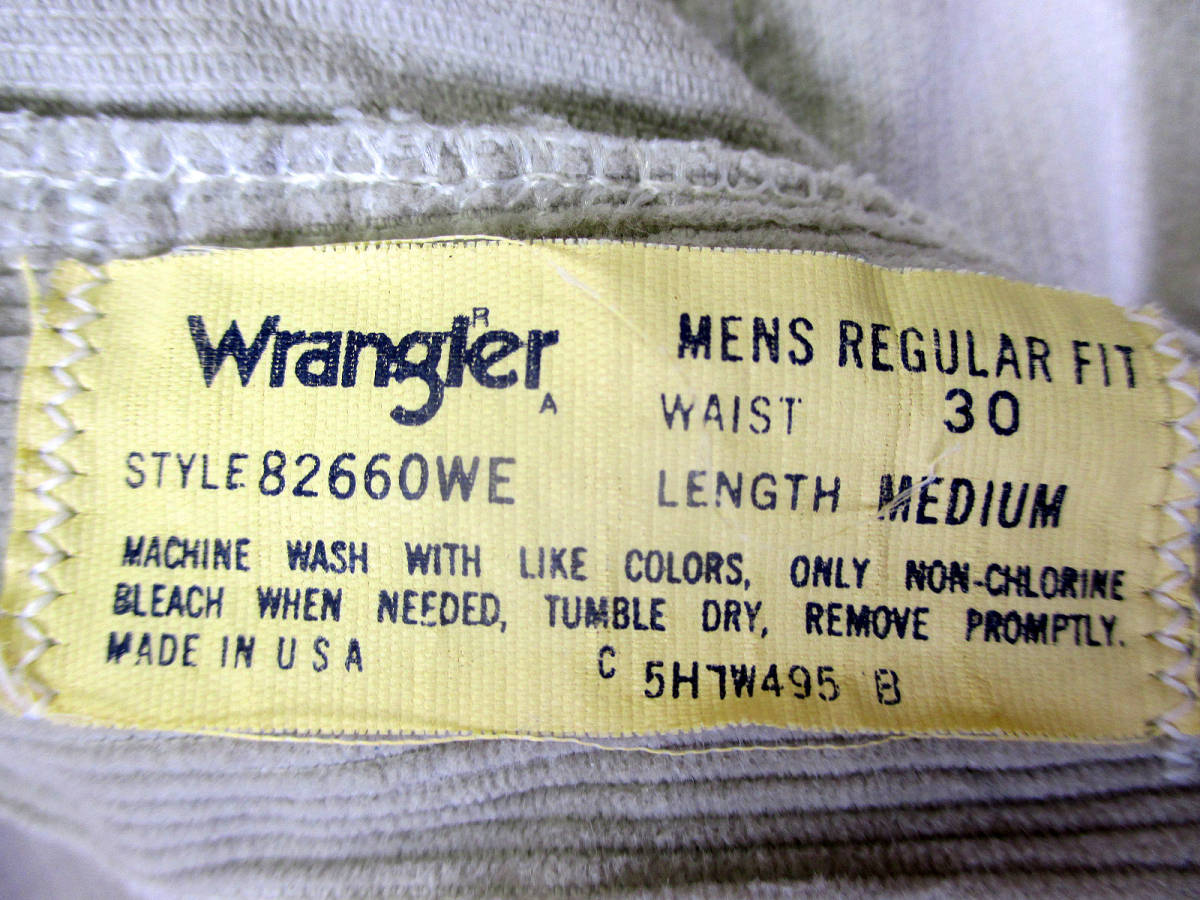 Wrangler R
A
MENS REGULAR FIT
WAIST 30
STYLE 82660WE
LENGTH MEDIUM
MACHINE WASH WITH LIKE COLORS, ONLY NON-CHLORINE
BLEACH WHEN NEEDED, TUMBLE DRY, REMOVE PROMPTLY.
MADE IN U S A
C 5H1W495 B